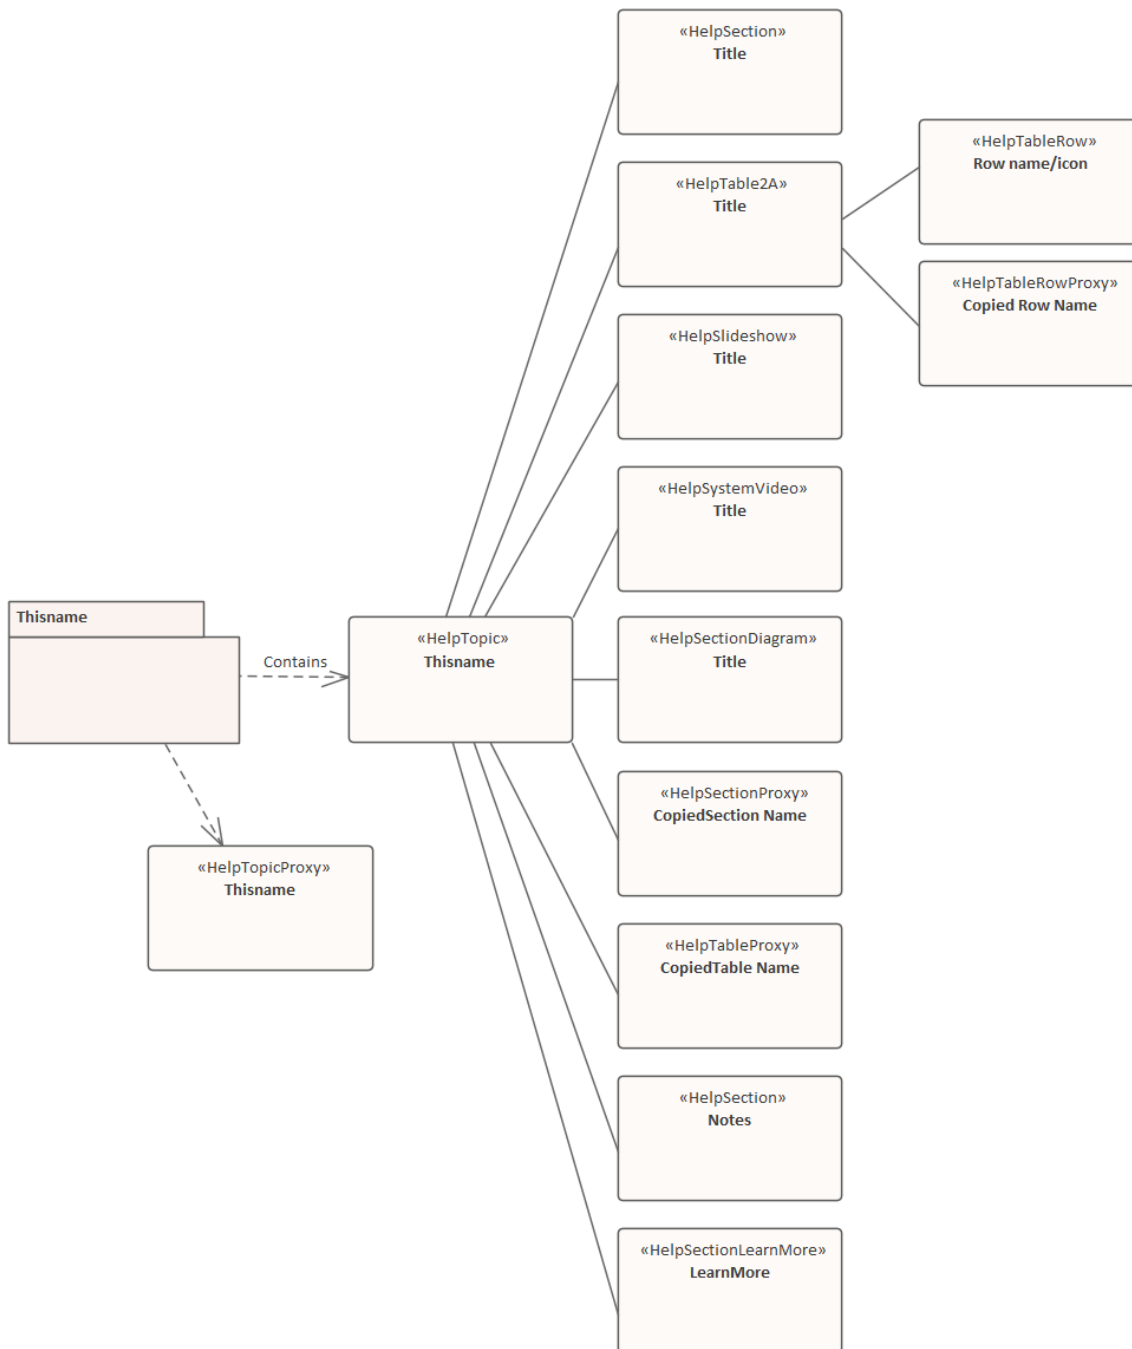 «HelpSection»
Title
«HelpTableRow»
Row name/icon
«HelpTable2A»
Title
«HelpTableRowProxy»
Copied Row Name
«HelpSlideshow»
Title
«HelpSystemVideo»
Title
Thisname
Contains
«HelpTopic»
Thisname
«HelpSectionDiagram»
Title
«HelpSectionProxy»
CopiedSection Name
«HelpTopicProxy»
Thisname
«HelpTableProxy»
CopiedTable Name
«HelpSection»
Notes
«HelpSectionLearnMore»
LearnMore